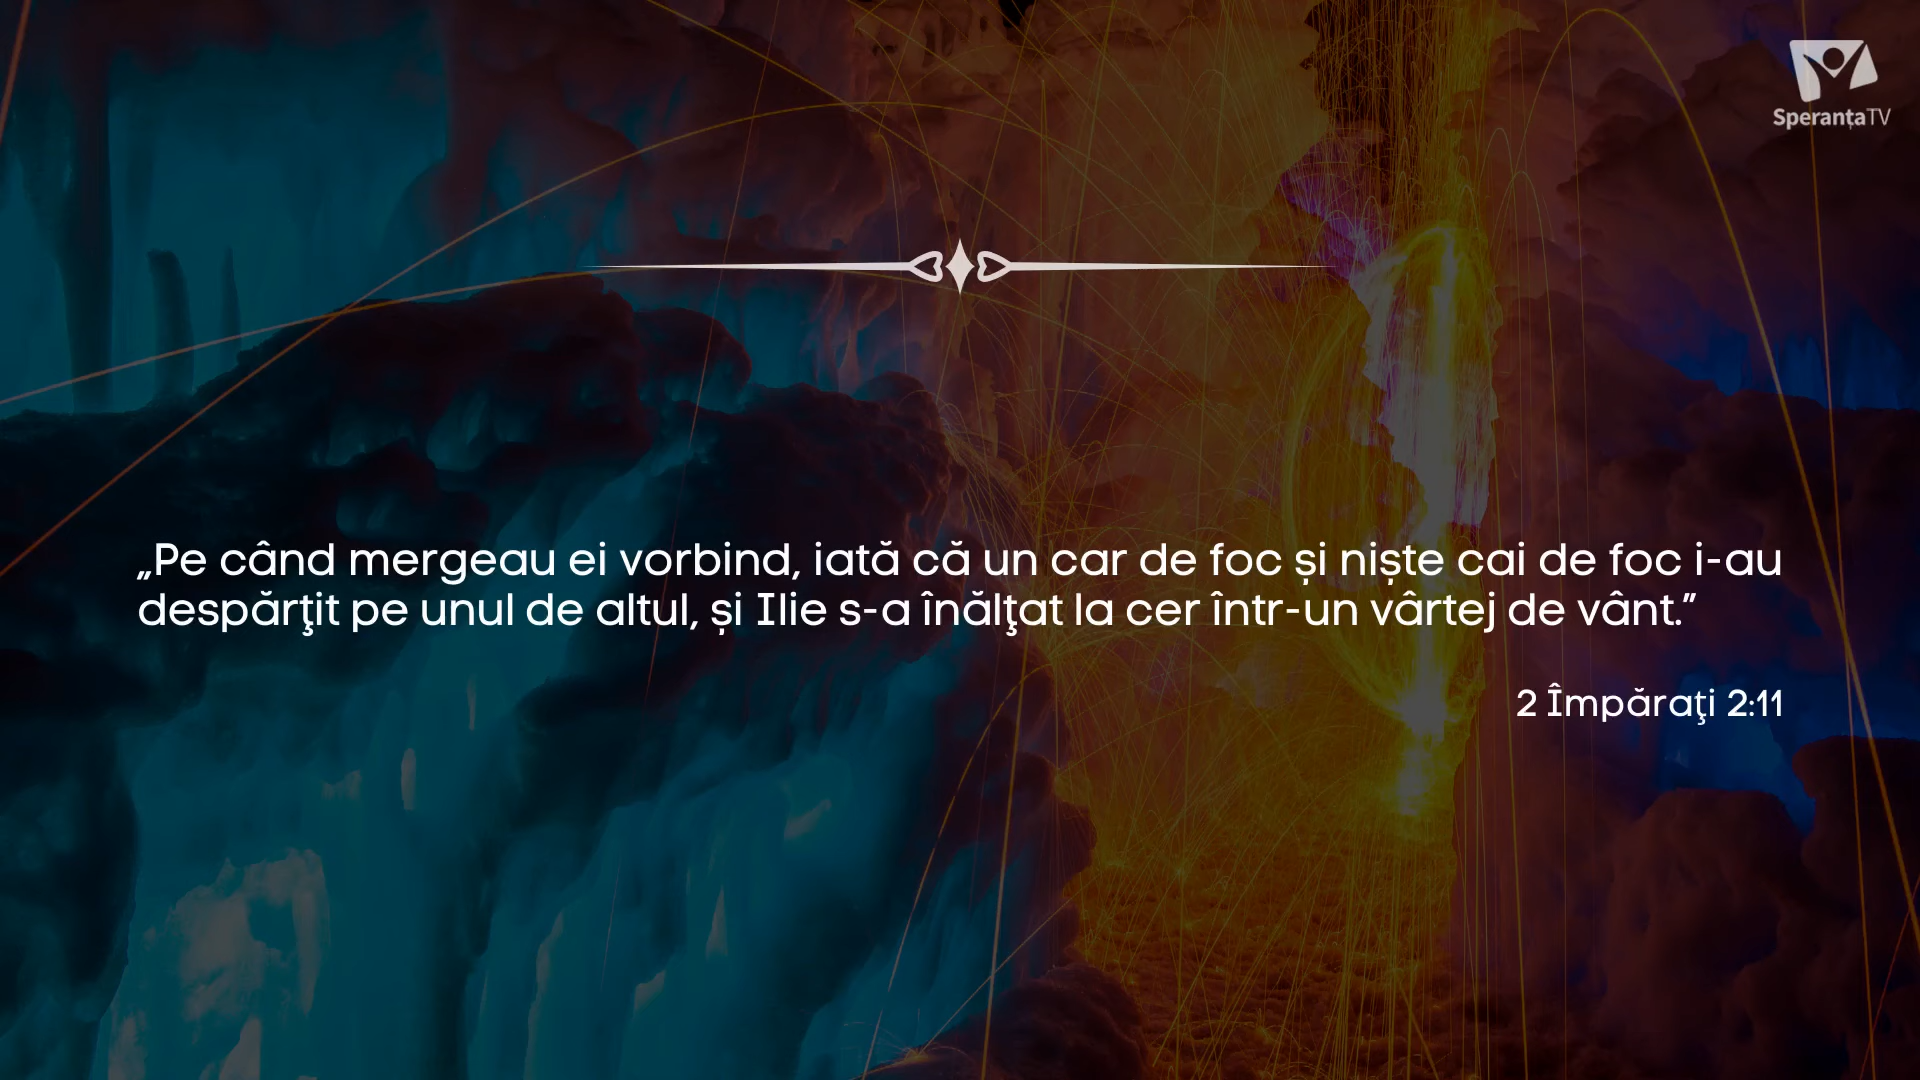 SperanțaTV
„Pe când mergeau ei vorbind, iată că un car de foc și niște cai de foc i-au
despărţit pe unul de altul, și Ilie s-a înălţat la cer într-un vârtej de vânt.”
2 Împăraţi 2:11